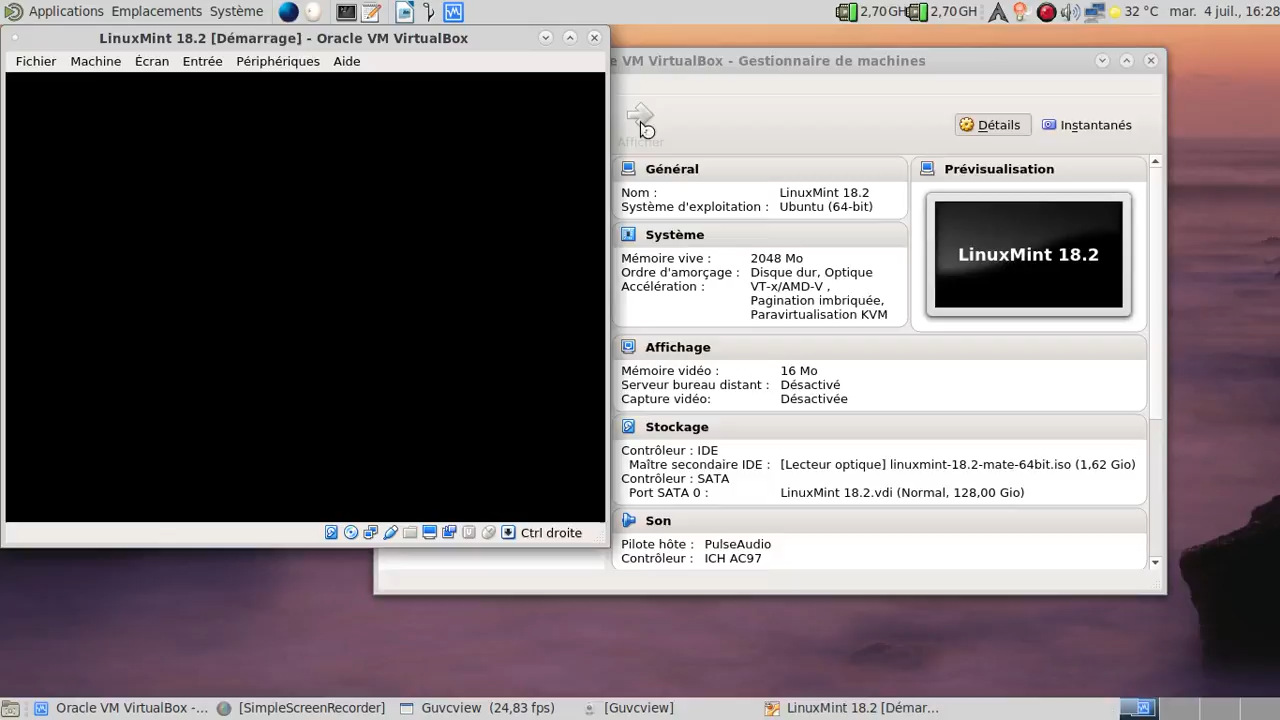 Applications Emplacements Système 2,70 GH 2,70 GH 32 °C mar. 4 juil., 16:28
LinuxMint 18.2 [Démarrage] - Oracle VM VirtualBox
Fichier Machine Écran Entrée Périphériques Aide
Ctrl droite
e VM VirtualBox - Gestionnaire de machines
Afficher
Détails Instantanés
Général
Nom : LinuxMint 18.2
Système d'exploitation : Ubuntu (64-bit)
Système
Mémoire vive : 2048 Mo
Ordre d'amorçage : Disque dur, Optique
Accélération : VT-x/AMD-V ,
Pagination imbriquée,
Paravirtualisation KVM
Prévisualisation
LinuxMint 18.2
Affichage
Mémoire vidéo : 16 Mo
Serveur bureau distant : Désactivé
Capture vidéo: Désactivée
Stockage
Contrôleur : IDE
Maître secondaire IDE : [Lecteur optique] linuxmint-18.2-mate-64bit.iso (1,62 Gio)
Contrôleur : SATA
Port SATA 0 : LinuxMint 18.2.vdi (Normal, 128,00 Gio)
Son
Pilote hôte : PulseAudio
Contrôleur : ICH AC97
Oracle VM VirtualBox -... [SimpleScreenRecorder] Guvcview (24,83 fps) [Guvcview] LinuxMint 18.2 [Démar...